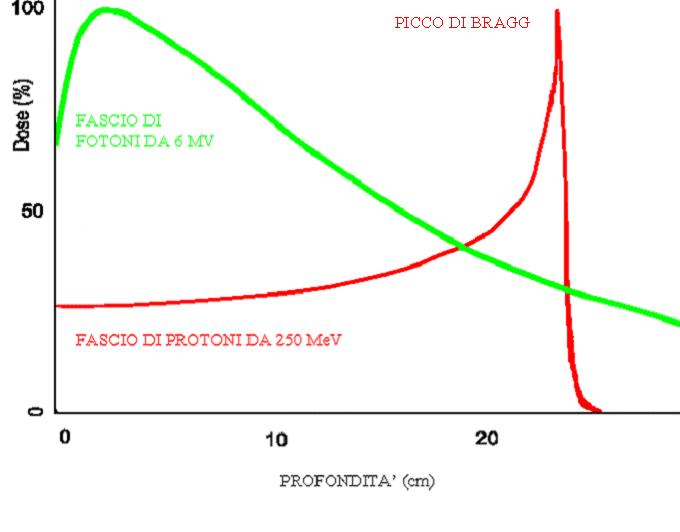 100
PICCO DI BRAGG
Dose (%)
FASCIO DI
FOTONI DA 6 MV
50
FASCIO DI PROTONI DA 250 MeV
0
0
10
20
PROFONDITA' (cm)